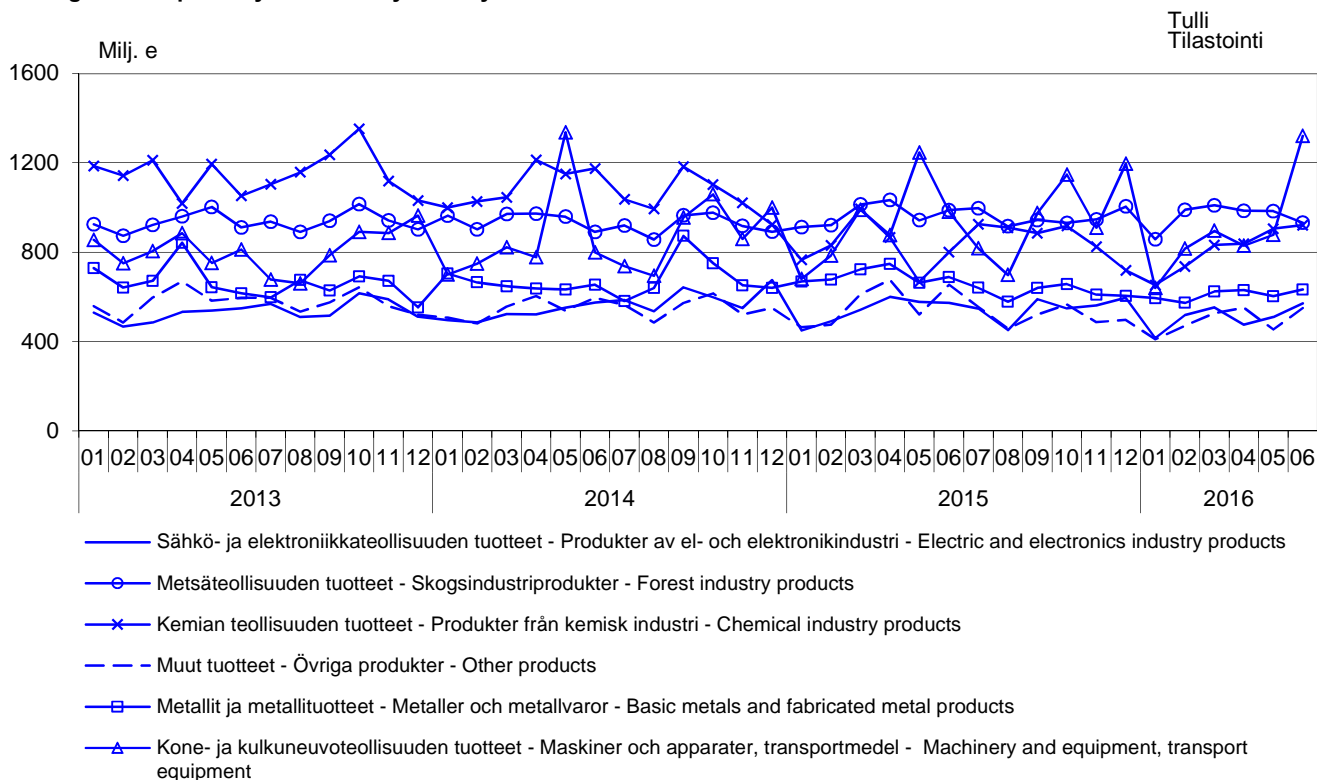 Tulli
Tilastointi
Milj. e
1600
1200
800
400
0
01 02 03 04 05 06 07 08 09 10 11 12 01 02 03 04 05 06 07 08 09 10 11 12 01 02 03 04 05 06 07 08 09 10 11 12 01 02 03 04 05 06
2013 2014 2015 2016
Sähkö- ja elektroniikkateollisuuden tuotteet - Produkter av el- och elektronikindustri - Electric and electronics industry products
Metsäteollisuuden tuotteet - Skogsindustriprodukter - Forest industry products
Kemian teollisuuden tuotteet - Produkter från kemisk industri - Chemical industry products
Muut tuotteet - Övriga produkter - Other products
Metallit ja metallituotteet - Metaller och metallvaror - Basic metals and fabricated metal products
Kone- ja kulkuneuvoteollisuuden tuotteet - Maskiner och apparater, transportmedel - Machinery and equipment, transport
equipment